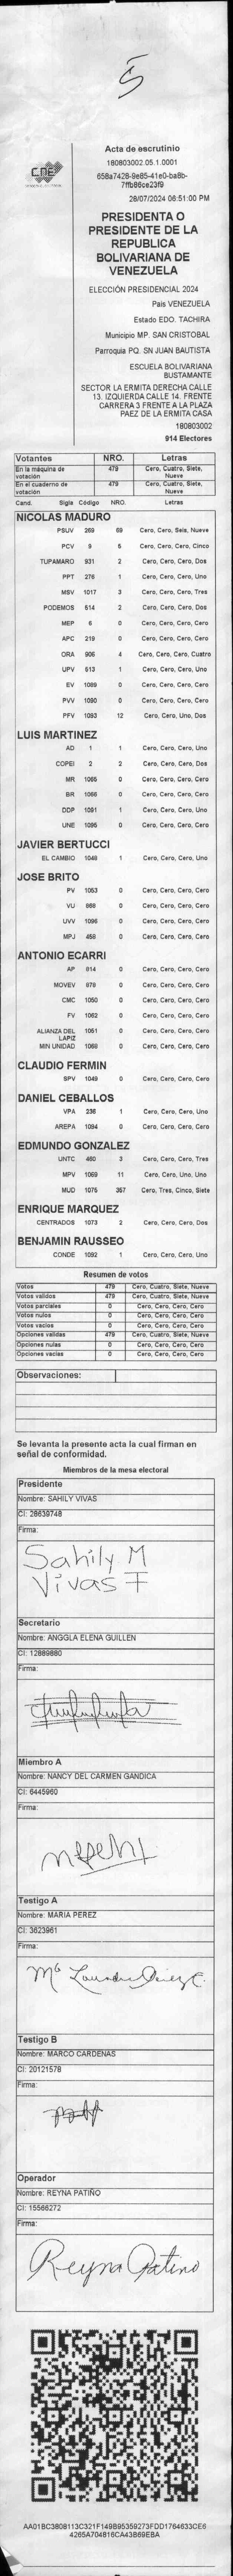 5
CNE
Acta de escrutinio
180803002.05.1.0001
658a7428-9e85-41e0-ba8b-
7ffb86ce23f9
28/07/2024 06:51:00 PM
PRESIDENTA O
PRESIDENTE DE LA
REPUBLICA
BOLIVARIANA DE
VENEZUELA
ELECCIÓN PRESIDENCIAL 2024
Pais VENEZUELA
Estado EDO. TACHIRA
Municipio MP. SAN CRISTOBAL
Parroquia PQ. SN JUAN BAUTISTA
ESCUELA BOLIVARIANA
BUSTAMANTE
SECTOR LA ERMITA DERECHA CALLE
13. IZQUIERDA CALLE 14. FRENTE
CARRERA 3 FRENTE A LA PLAZA
PAEZ DE LA ERMITA CASA
180803002
914 Electores
Votantes NRO. Letras
En la máquina de votación 479 Cero, Cuatro, Siete, Nueve
En el cuaderno de votación 479 Cero, Cuatro, Siete, Nueve
Cand. Sigla Código NRO. Letras
NICOLAS MADURO
PSUV 269 69 Cero, Cero, Seis, Nueve
PCV 9 5 Cero, Cero, Cero, Cinco
TUPAMARO 931 2 Cero, Cero, Cero, Dos
PPT 276 1 Cero, Cero, Cero, Uno
MSV 1017 3 Cero, Cero, Cero, Tres
PODEMOS 514 2 Cero, Cero, Cero, Dos
MEP 6 0 Cero, Cero, Cero, Cero
APC 219 0 Cero, Cero, Cero, Cero
ORA 906 4 Cero, Cero, Cero, Cuatro
UPV 513 1 Cero, Cero, Cero, Uno
EV 1089 0 Cero, Cero, Cero, Cero
PVV 1090 0 Cero, Cero, Cero, Cero
PFV 1093 12 Cero, Cero, Uno, Dos
LUIS MARTINEZ
AD 1 1 Cero, Cero, Cero, Uno
COPEI 2 2 Cero, Cero, Cero, Dos
MR 1065 0 Cero, Cero, Cero, Cero
BR 1066 0 Cero, Cero, Cero, Cero
DDP 1091 1 Cero, Cero, Cero, Uno
UNE 1095 0 Cero, Cero, Cero, Cero
JAVIER BERTUCCI
EL CAMBIO 1048 1 Cero, Cero, Cero, Uno
JOSE BRITO
PV 1053 0 Cero, Cero, Cero, Cero
VU 868 0 Cero, Cero, Cero, Cero
UVV 1096 0 Cero, Cero, Cero, Cero
MPJ 458 0 Cero, Cero, Cero, Cero
ANTONIO ECARRI
AP 914 0 Cero, Cero, Cero, Cero
MOVEV 978 0 Cero, Cero, Cero, Cero
CMC 1050 0 Cero, Cero, Cero, Cero
FV 1062 0 Cero, Cero, Cero, Cero
ALIANZA DEL LAPIZ 1051 0 Cero, Cero, Cero, Cero
MIN UNIDAD 1068 0 Cero, Cero, Cero, Cero
CLAUDIO FERMIN
SPV 1049 0 Cero, Cero, Cero, Cero
DANIEL CEBALLOS
VPA 236 1 Cero, Cero, Cero, Uno
AREPA 1094 0 Cero, Cero, Cero, Cero
EDMUNDO GONZALEZ
UNTC 460 3 Cero, Cero, Cero, Tres
MPV 1069 11 Cero, Cero, Uno, Uno
MUD 1075 357 Cero, Tres, Cinco, Siete
ENRIQUE MARQUEZ
CENTRADOS 1073 2 Cero, Cero, Cero, Dos
BENJAMIN RAUSSEO
CONDE 1092 1 Cero, Cero, Cero, Uno
Resumen de votos
Votos 479 Cero, Cuatro, Siete, Nueve
Votos validos 479 Cero, Cuatro, Siete, Nueve
Votos parciales 0 Cero, Cero, Cero, Cero
Votos nulos 0 Cero, Cero, Cero, Cero
Votos vacios 0 Cero, Cero, Cero, Cero
Opciones validas 479 Cero, Cuatro, Siete, Nueve
Opciones nulas 0 Cero, Cero, Cero, Cero
Opciones vacias 0 Cero, Cero, Cero, Cero
Observaciones:
Se levanta la presente acta la cual firman en
señal de conformidad.
Miembros de la mesa electoral
Presidente
Nombre: SAHILY VIVAS
CI: 28639748
Firma:
Sahily M
Vivas F
Secretario
Nombre: ANGGLA ELENA GUILLEN
CI: 12889880
Firma:
Miembro A
Nombre: NANCY DEL CARMEN GANDICA
CI: 6445960
Firma:
Testigo A
Nombre: MARIA PEREZ
CI: 3623961
Firma:
Testigo B
Nombre: MARCO CARDENAS
CI: 20121578
Firma:
Operador
Nombre: REYNA PATIÑO
CI: 15566272
Firma:
Reyna Patino
AA01BC3808113C321F149B95359273FDD1764633CE6
4265A704816CA43B69EBA